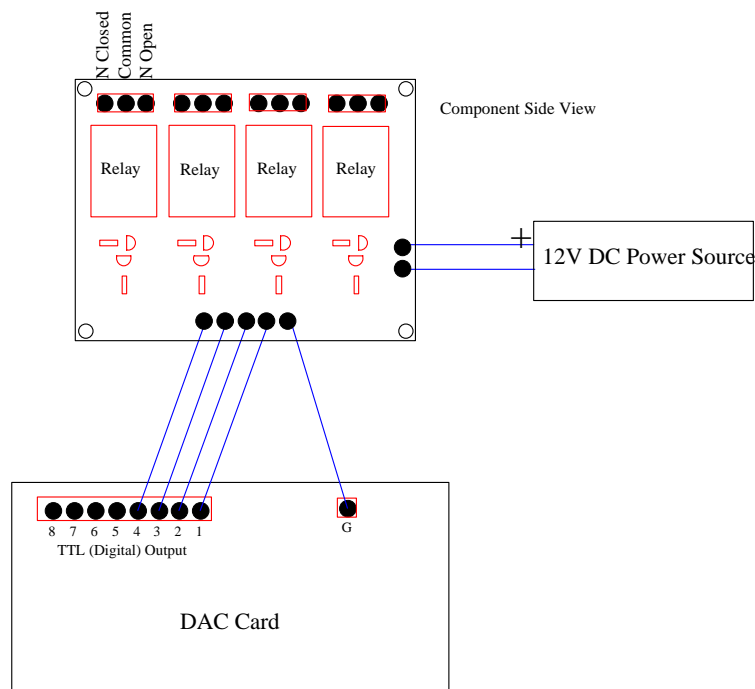 N Closed
Common
N Open
Component Side View
Relay
Relay
Relay
Relay
+
12V DC Power Source
8 7 6 5 4 3 2 1
G
TTL (Digital) Output
DAC Card